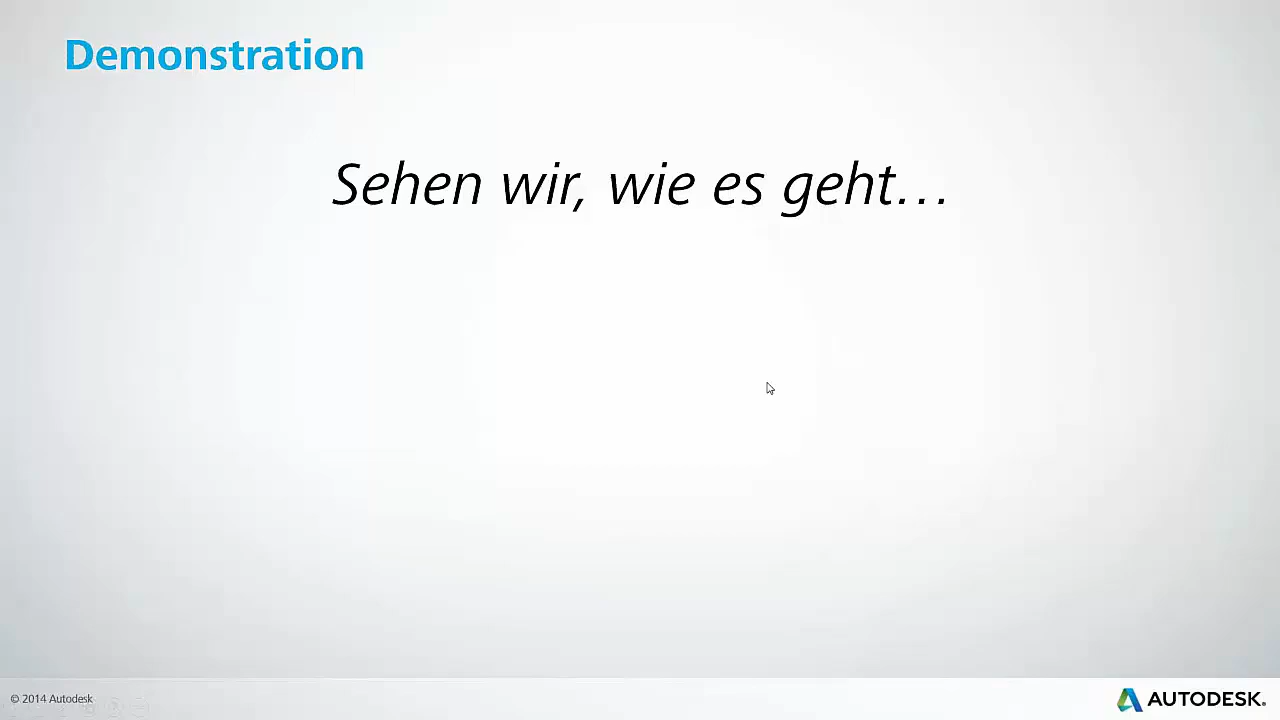 Demonstration
Sehen wir, wie es geht…
© 2014 Autodesk
AUTODESK.